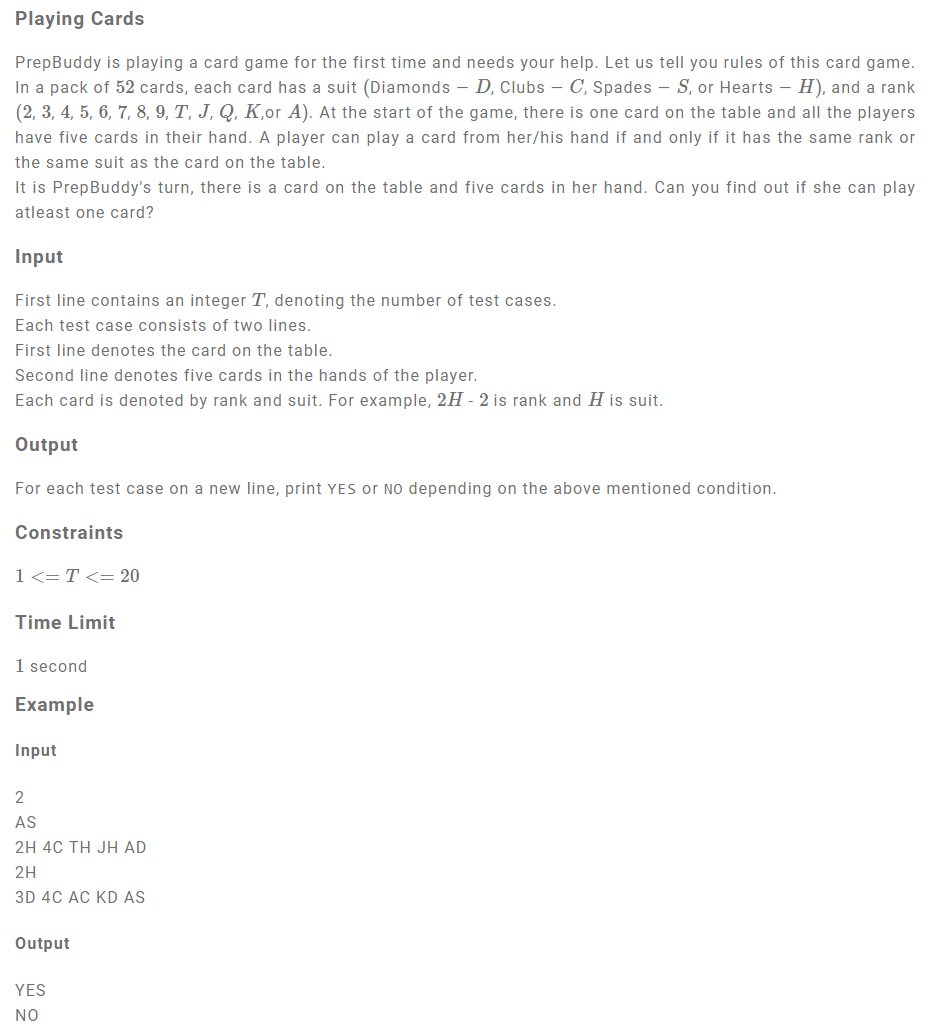 Playing Cards
PrepBuddy is playing a card game for the first time and needs your help. Let us tell you rules of this card game.
In a pack of 52 cards, each card has a suit (Diamonds − D, Clubs − C, Spades − S, or Hearts − H), and a rank
(2, 3, 4, 5, 6, 7, 8, 9, T, J, Q, K,or A). At the start of the game, there is one card on the table and all the players
have five cards in their hand. A player can play a card from her/his hand if and only if it has the same rank or
the same suit as the card on the table.
It is PrepBuddy's turn, there is a card on the table and five cards in her hand. Can you find out if she can play
atleast one card?
Input
First line contains an integer T, denoting the number of test cases.
Each test case consists of two lines.
First line denotes the card on the table.
Second line denotes five cards in the hands of the player.
Each card is denoted by rank and suit. For example, 2H - 2 is rank and H is suit.
Output
For each test case on a new line, print YES or NO depending on the above mentioned condition.
Constraints
1 <= T <= 20
Time Limit
1 second
Example
Input
2
AS
2H 4C TH JH AD
2H
3D 4C AC KD AS
Output
YES
NO